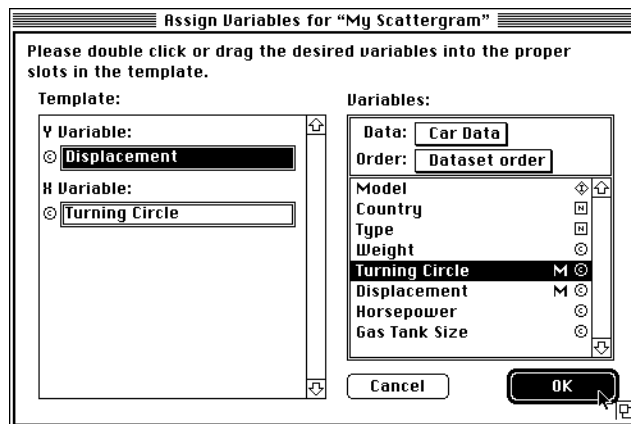 Assign Variables for “My Scattergram”
Please double click or drag the desired variables into the proper
slots in the template.
Template:
Y Variable:
C Displacement
X Variable:
C Turning Circle
Variables:
Data: Car Data
Order: Dataset order
Model I
Country N
Type N
Weight C
Turning Circle M C
Displacement M C
Horsepower C
Gas Tank Size C
Cancel
OK